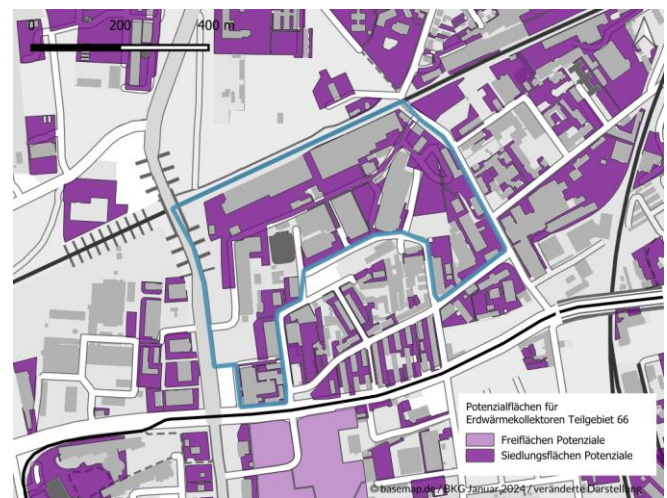 0 200 400 m
Potenzialflächen für
Erdwärmekollektoren Teilgebiet 66
Freiflächen Potenziale
Siedlungsflächen Potenziale
© basemap.de / BKG Januar 2024 / veränderte Darstellung